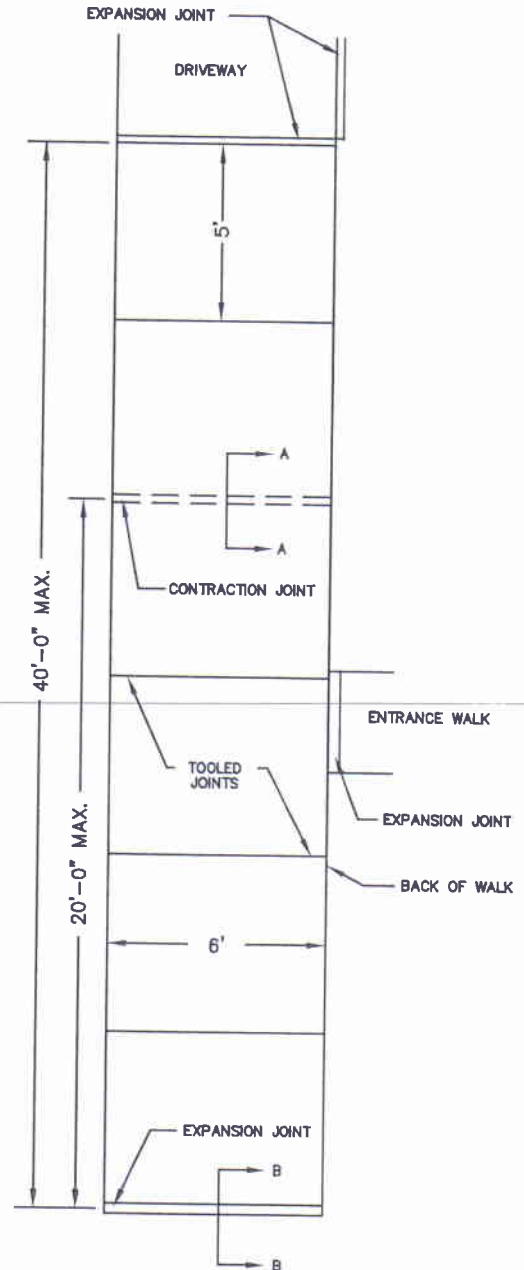 EXPANSION JOINT
DRIVEWAY
5'
A
A
CONTRACTION JOINT
40'-0" MAX.
20'-0" MAX.
ENTRANCE WALK
TOOLED
JOINTS
EXPANSION JOINT
BACK OF WALK
6'
EXPANSION JOINT
B
B